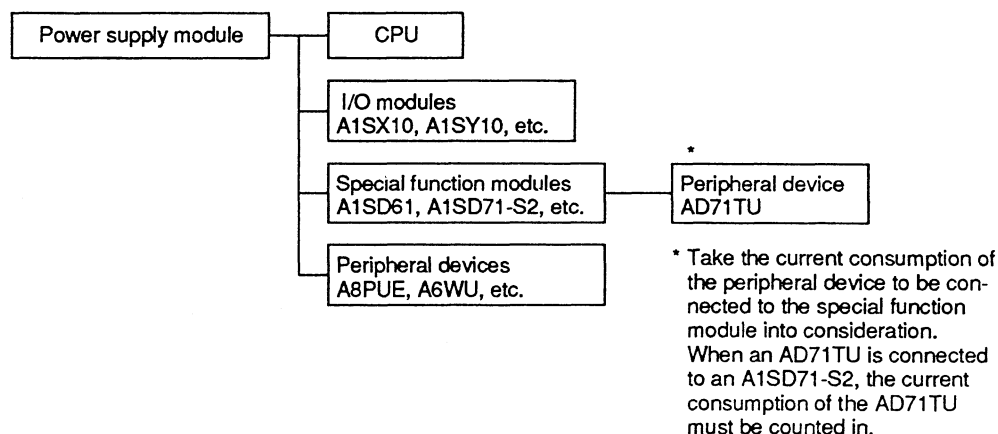 Power supply module
CPU
I/O modules
A1SX10, A1SY10, etc.
Special function modules
A1SD61, A1SD71-S2, etc.
*
Peripheral device
AD71TU
Peripheral devices
A8PUE, A6WU, etc.
* Take the current consumption of
the peripheral device to be con-
nected to the special function
module into consideration.
When an AD71TU is connected
to an A1SD71-S2, the current
consumption of the AD71TU
must be counted in.